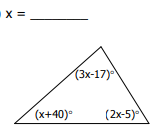 x = ________
(3x-17)°
(x+40)° (2x-5)°